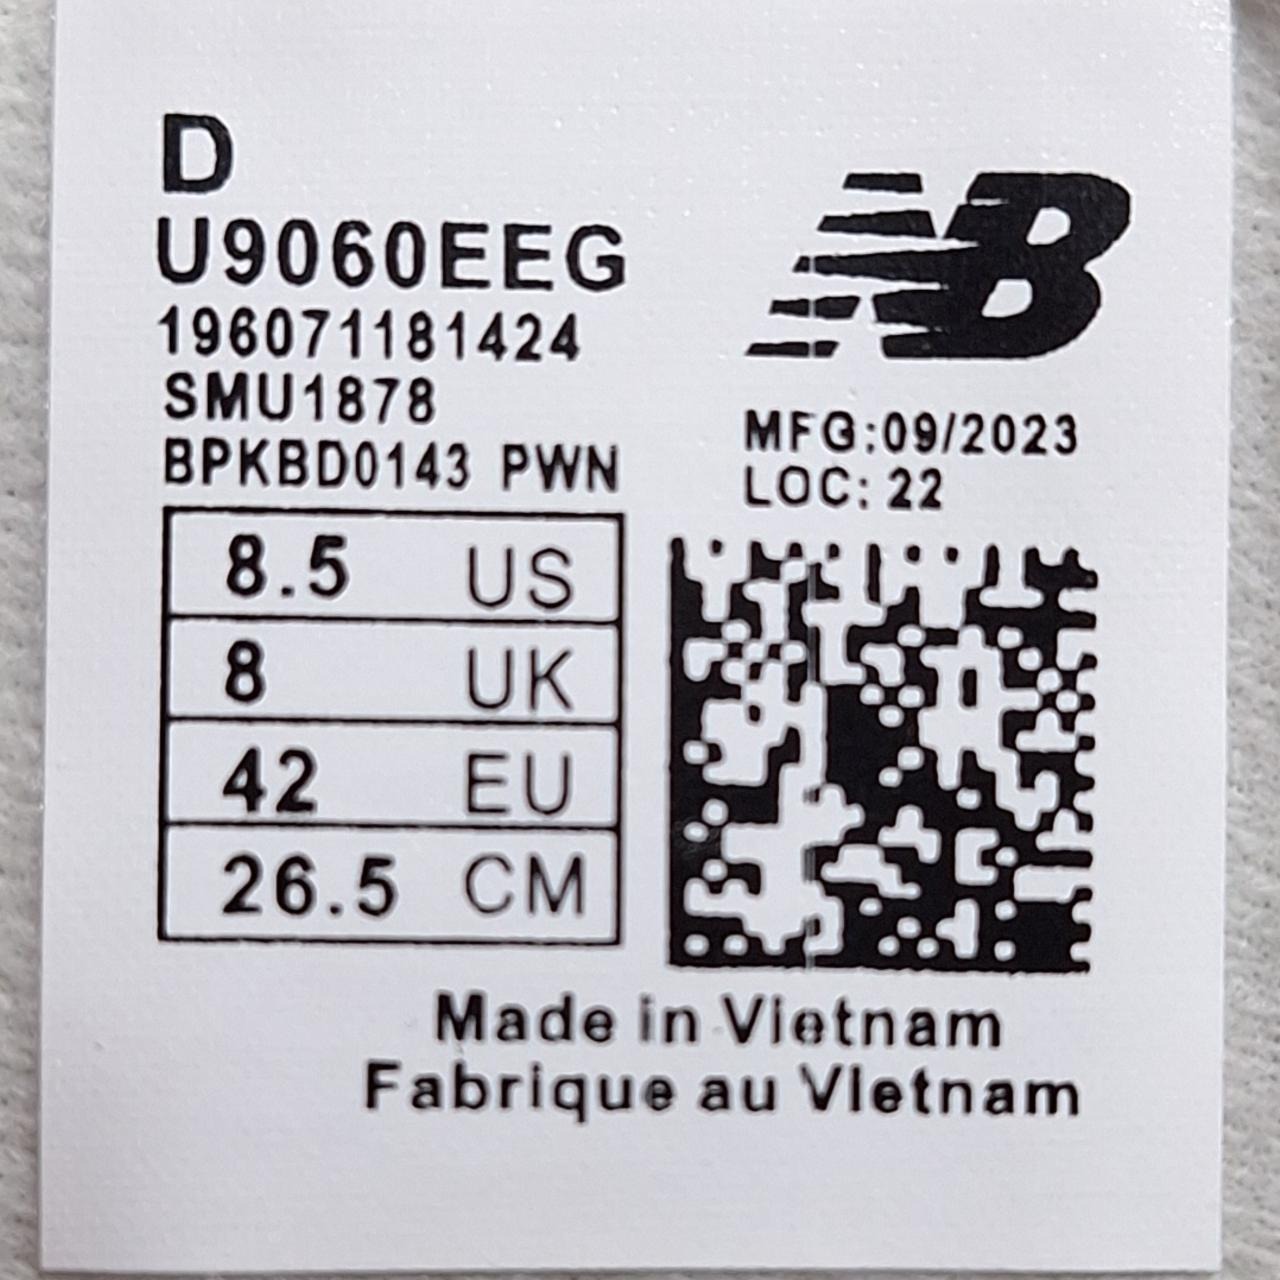 D
U9060EEG
196071181424
SMU1878
BPKBD0143 PWN
NB
MFG:09/2023
LOC: 22
8.5 US
8 UK
42 EU
26.5 CM
Made in Vietnam
Fabrique au VIetnam